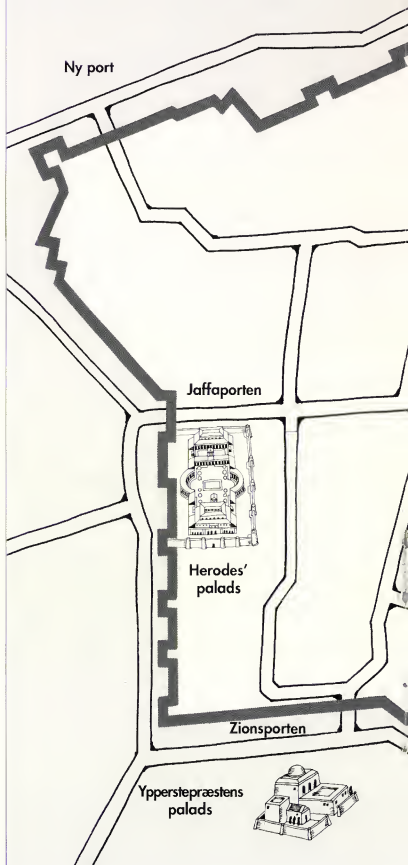 Ny port
Jaffaporten
Herodes'
palads
Zionsporten
Ypperstepræstens
palads